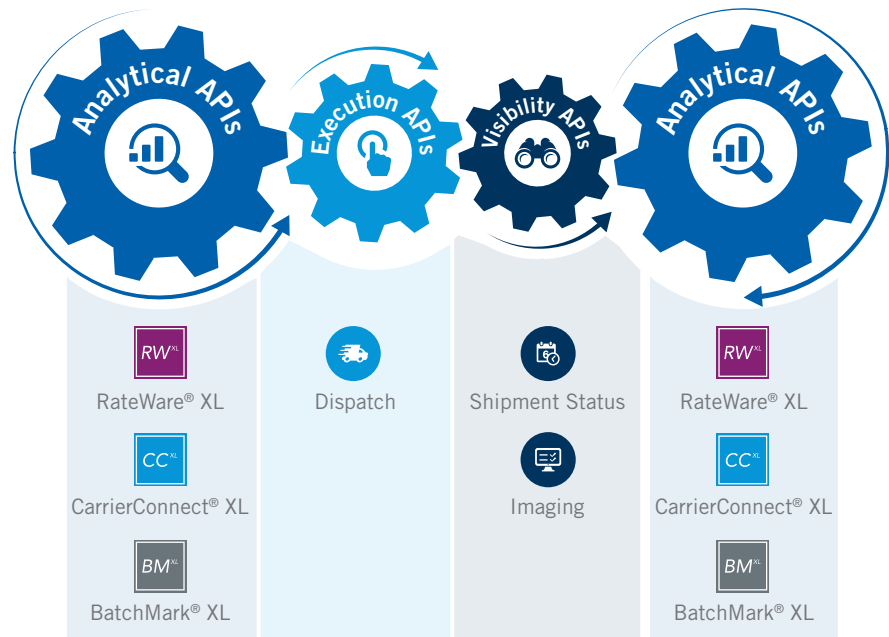 Analytical APIs
Execution APIs
Visibility APIs
Analytical APIs
RW XL
RateWare® XL
CC XL
CarrierConnect® XL
BM XL
BatchMark® XL
Dispatch
6
Shipment Status
Imaging
RW XL
RateWare® XL
CC XL
CarrierConnect® XL
BM XL
BatchMark® XL